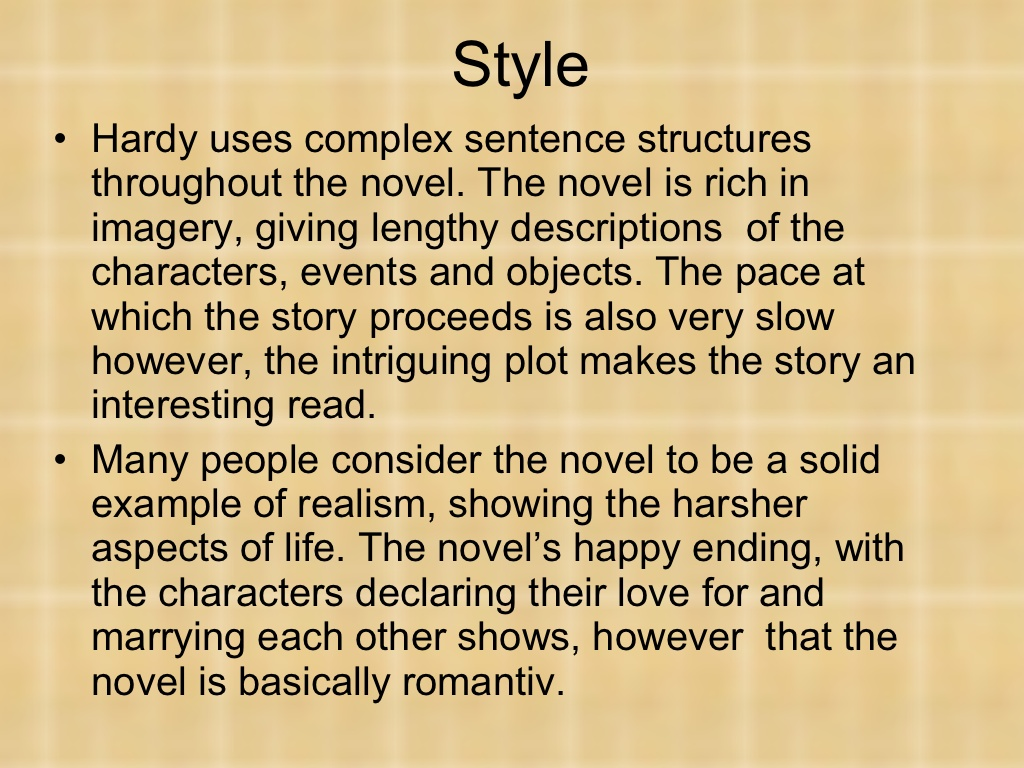 Style
• Hardy uses complex sentence structures
throughout the novel. The novel is rich in
imagery, giving lengthy descriptions  of the
characters, events and objects. The pace at
which the story proceeds is also very slow
however, the intriguing plot makes the story an
interesting read.
• Many people consider the novel to be a solid
example of realism, showing the harsher
aspects of life. The novel’s happy ending, with
the characters declaring their love for and
marrying each other shows, however  that the
novel is basically romantiv.